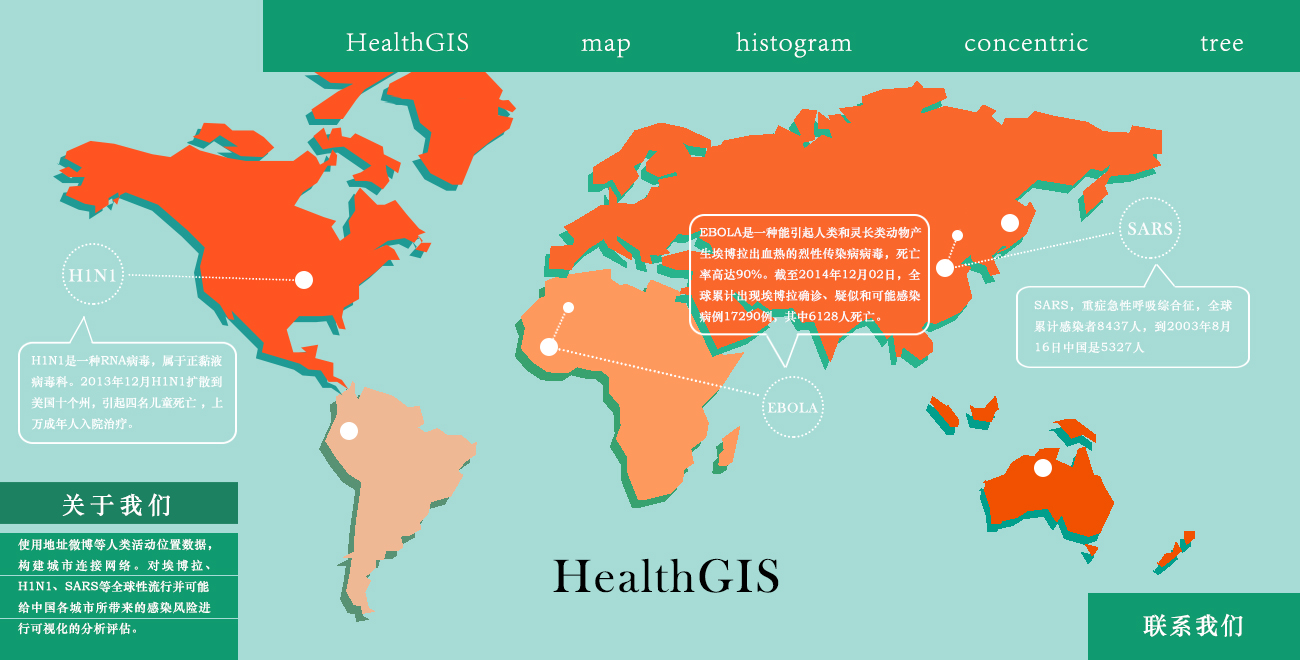 HealthGIS map histogram concentric tree
EBOLA是一种能引起人类和灵长类动物产
生埃博拉出血热的烈性传染病病毒，死亡
率高达90%。截至2014年12月02日，全
球累计出现埃博拉确诊、疑似和可能感染
病例17290例，其中6128人死亡。
SARS
H1N1
SARS，重症急性呼吸综合征，全球
累计感染者8437人，到2003年8月
16日中国是5327人
H1N1是一种RNA病毒，属于正黏液
病毒科。2013年12月H1N1扩散到
美国十个州，引起四名儿童死亡，上
万成年人入院治疗。
EBOLA
关于我们
使用地址微博等人类活动位置数据，
构建城市连接网络。对埃博拉、
H1N1、SARS等全球性流行并可能
给中国各城市所带来的感染风险进
行可视化的分析评估。
HealthGIS
联系我们